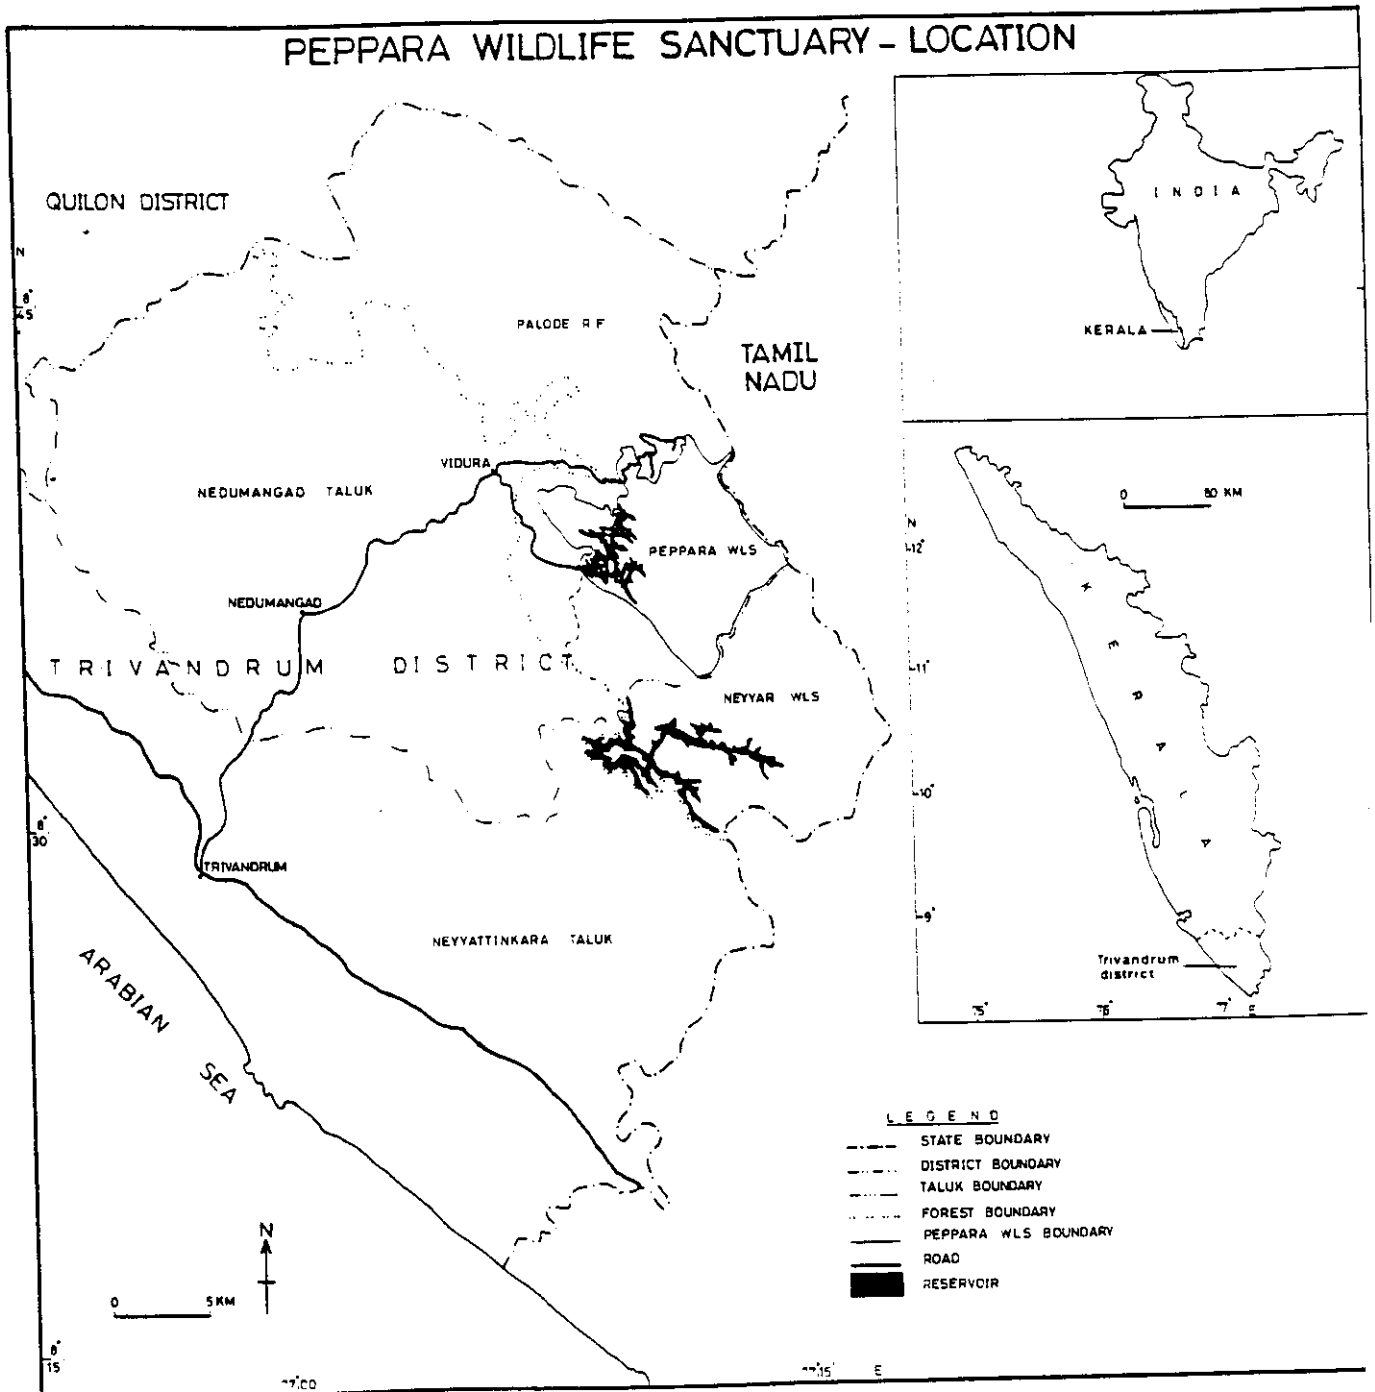 PEPPARA WILDLIFE SANCTUARY – LOCATION
QUILON DISTRICT
N
8°
45'
PALODE R F
TAMIL
NADU
VIDURA
NEDUMANGAD TALUK
PEPPARA WLS
NEDUMANGAD
TRIVANDRUM DISTRICT
NEYYAR WLS
8°
30'
TRIVANDRUM
NEYYATTINKARA TALUK
ARABIAN
SEA
N
0 5 KM
8°
15'
77°00
77°15' E
INDIA
KERALA
0 80 KM
N
12°
11°
10°
9°
KERALA
Trivandrum
district
75°
76°
77°
E
LEGEND
STATE BOUNDARY
DISTRICT BOUNDARY
TALUK BOUNDARY
FOREST BOUNDARY
PEPPARA WLS BOUNDARY
ROAD
RESERVOIR